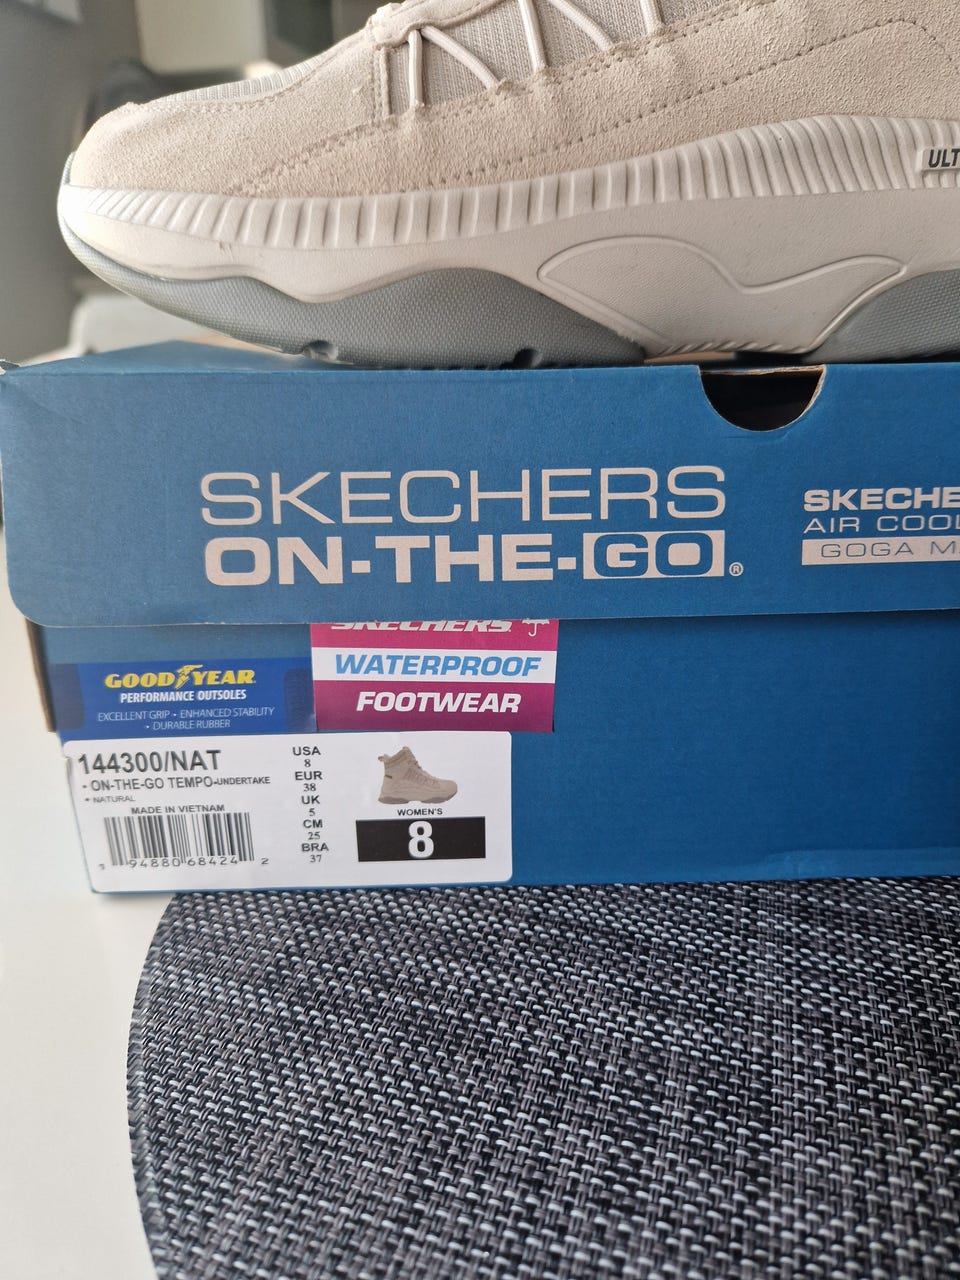 ULT
SKECHERS
ON-THE-GO®
SKECHE
AIR COOL
GOGA M
SKECHERS
WATERPROOF
FOOTWEAR
GOODYEAR
PERFORMANCE OUTSOLES
EXCELLENT GRIP • ENHANCED STABILITY
• DURABLE RUBBER
144300/NAT
• ON-THE-GO TEMPO-UNDERTAKE
• NATURAL
MADE IN VIETNAM
94880 68424 2
USA
8
EUR
38
UK
5
CM
25
BRA
37
WOMEN'S
8